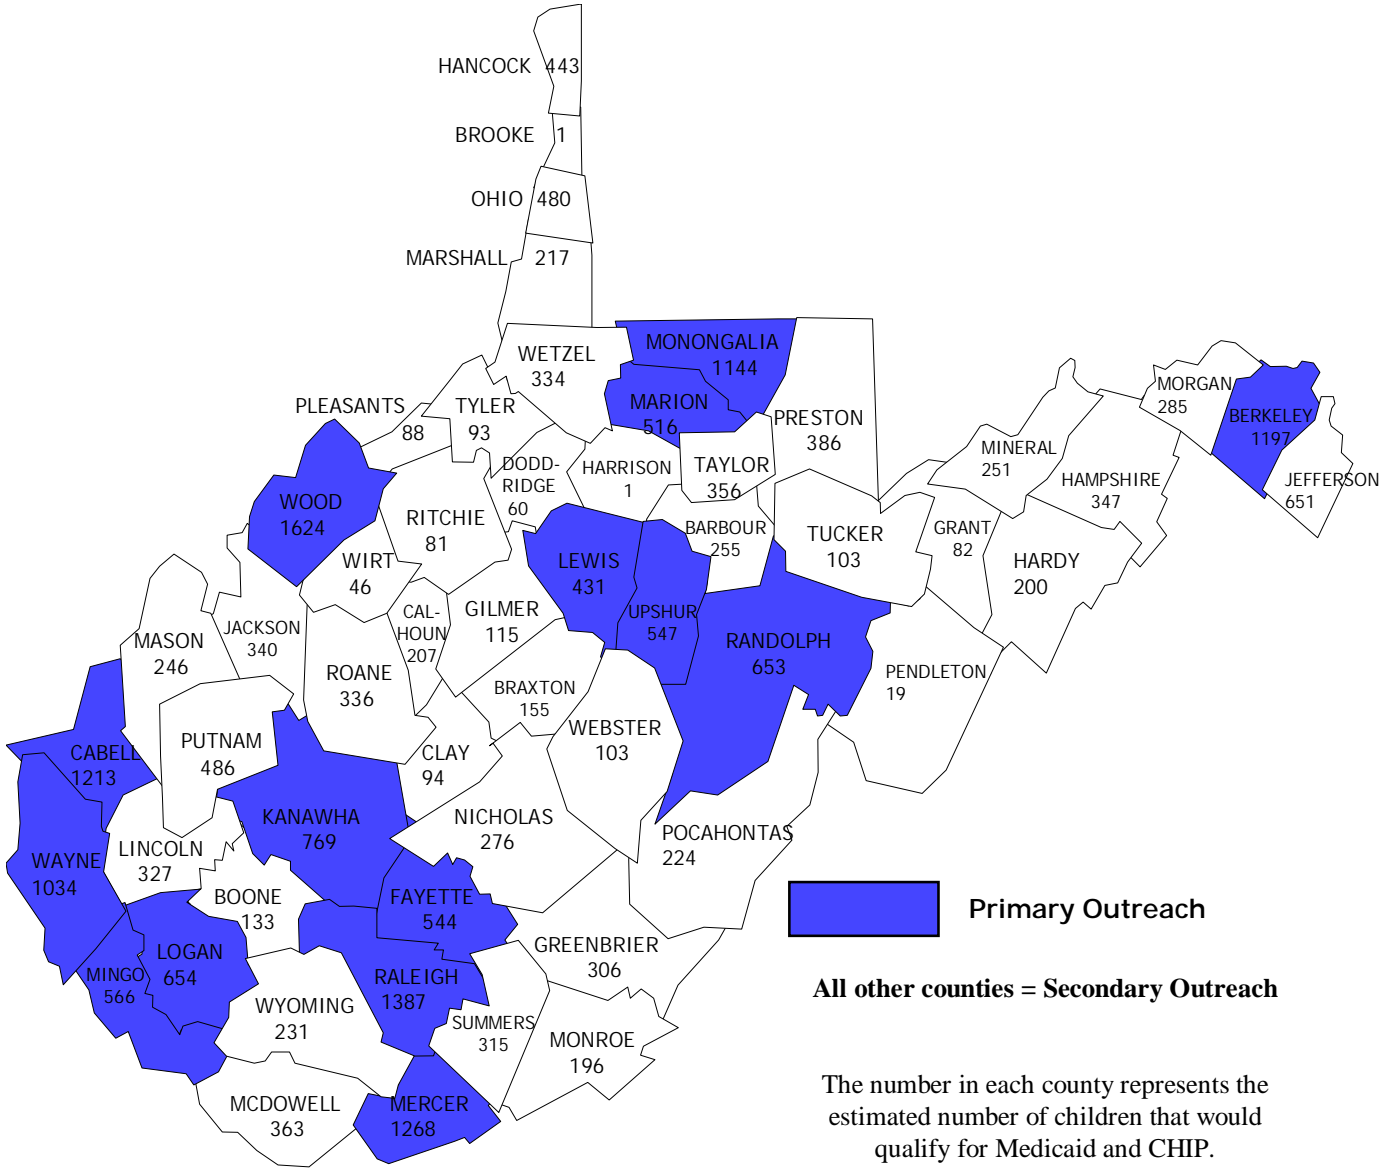 HANCOCK 443
BROOKE 1
OHIO 480
MARSHALL 217
WETZEL
334
MONONGALIA
1144
MARION
516
PLEASANTS
88
TYLER
93
PRESTON
386
MORGAN
285
BERKELEY
1197
JEFFERSON
651
MINERAL
251
HAMPSHIRE
347
WOOD
1624
RITCHIE
81
DODD-
RIDGE
60
HARRISON
1
TAYLOR
356
BARBOUR
255
TUCKER
103
GRANT
82
HARDY
200
WIRT
46
LEWIS
431
UPSHUR
547
CAL-
HOUN
207
GILMER
115
RANDOLPH
653
PENDLETON
19
MASON
246
JACKSON
340
ROANE
336
BRAXTON
155
WEBSTER
103
CABELL
1213
PUTNAM
486
CLAY
94
KANAWHA
769
NICHOLAS
276
POCAHONTAS
224
WAYNE
1034
LINCOLN
327
BOONE
133
FAYETTE
544
GREENBRIER
306
MINGO
566
LOGAN
654
RALEIGH
1387
WYOMING
231
SUMMERS
315
MONROE
196
MCDOWELL
363
MERCER
1268
Primary Outreach
All other counties = Secondary Outreach
The number in each county represents the
estimated number of children that would
qualify for Medicaid and CHIP.